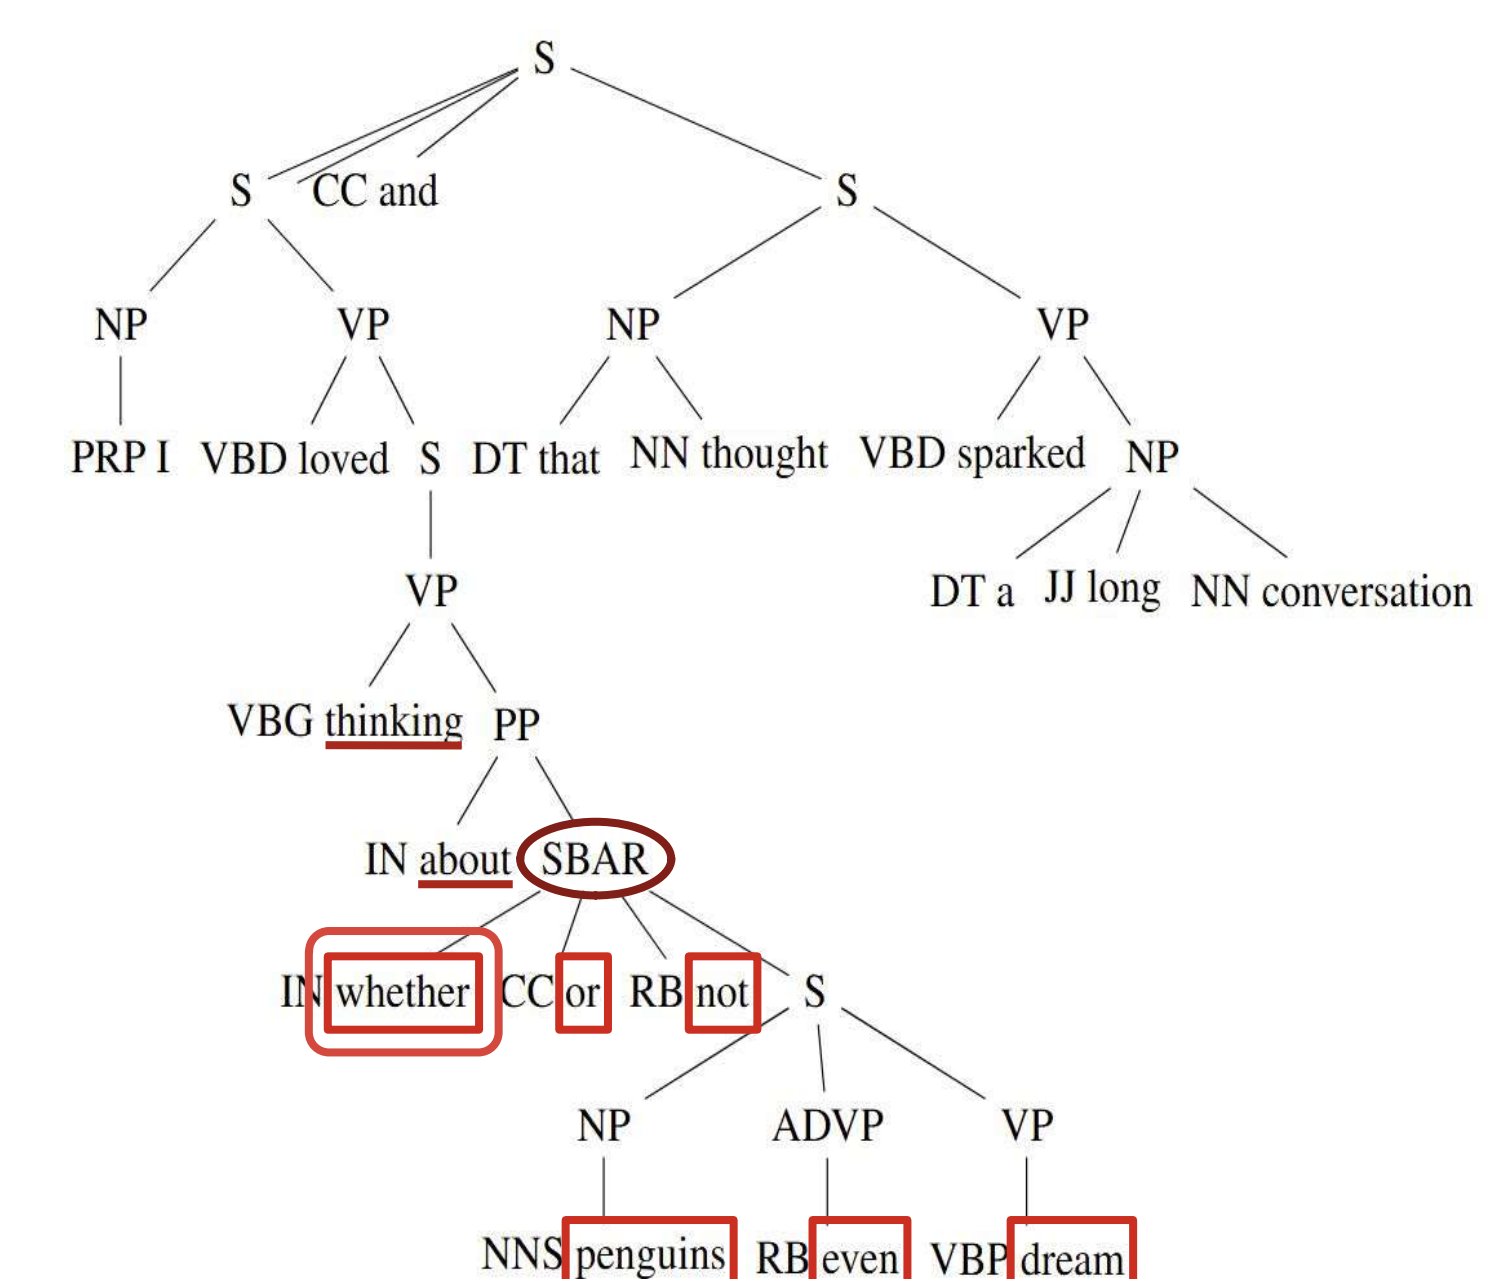 S
S CC and S
NP VP NP VP
PRP I VBD loved S DT that NN thought VBD sparked NP
VP DT a JJ long NN conversation
VBG thinking PP
IN about SBAR
IN whether CC or RB not S
NP ADVP VP
NNS penguins RB even VBP dream